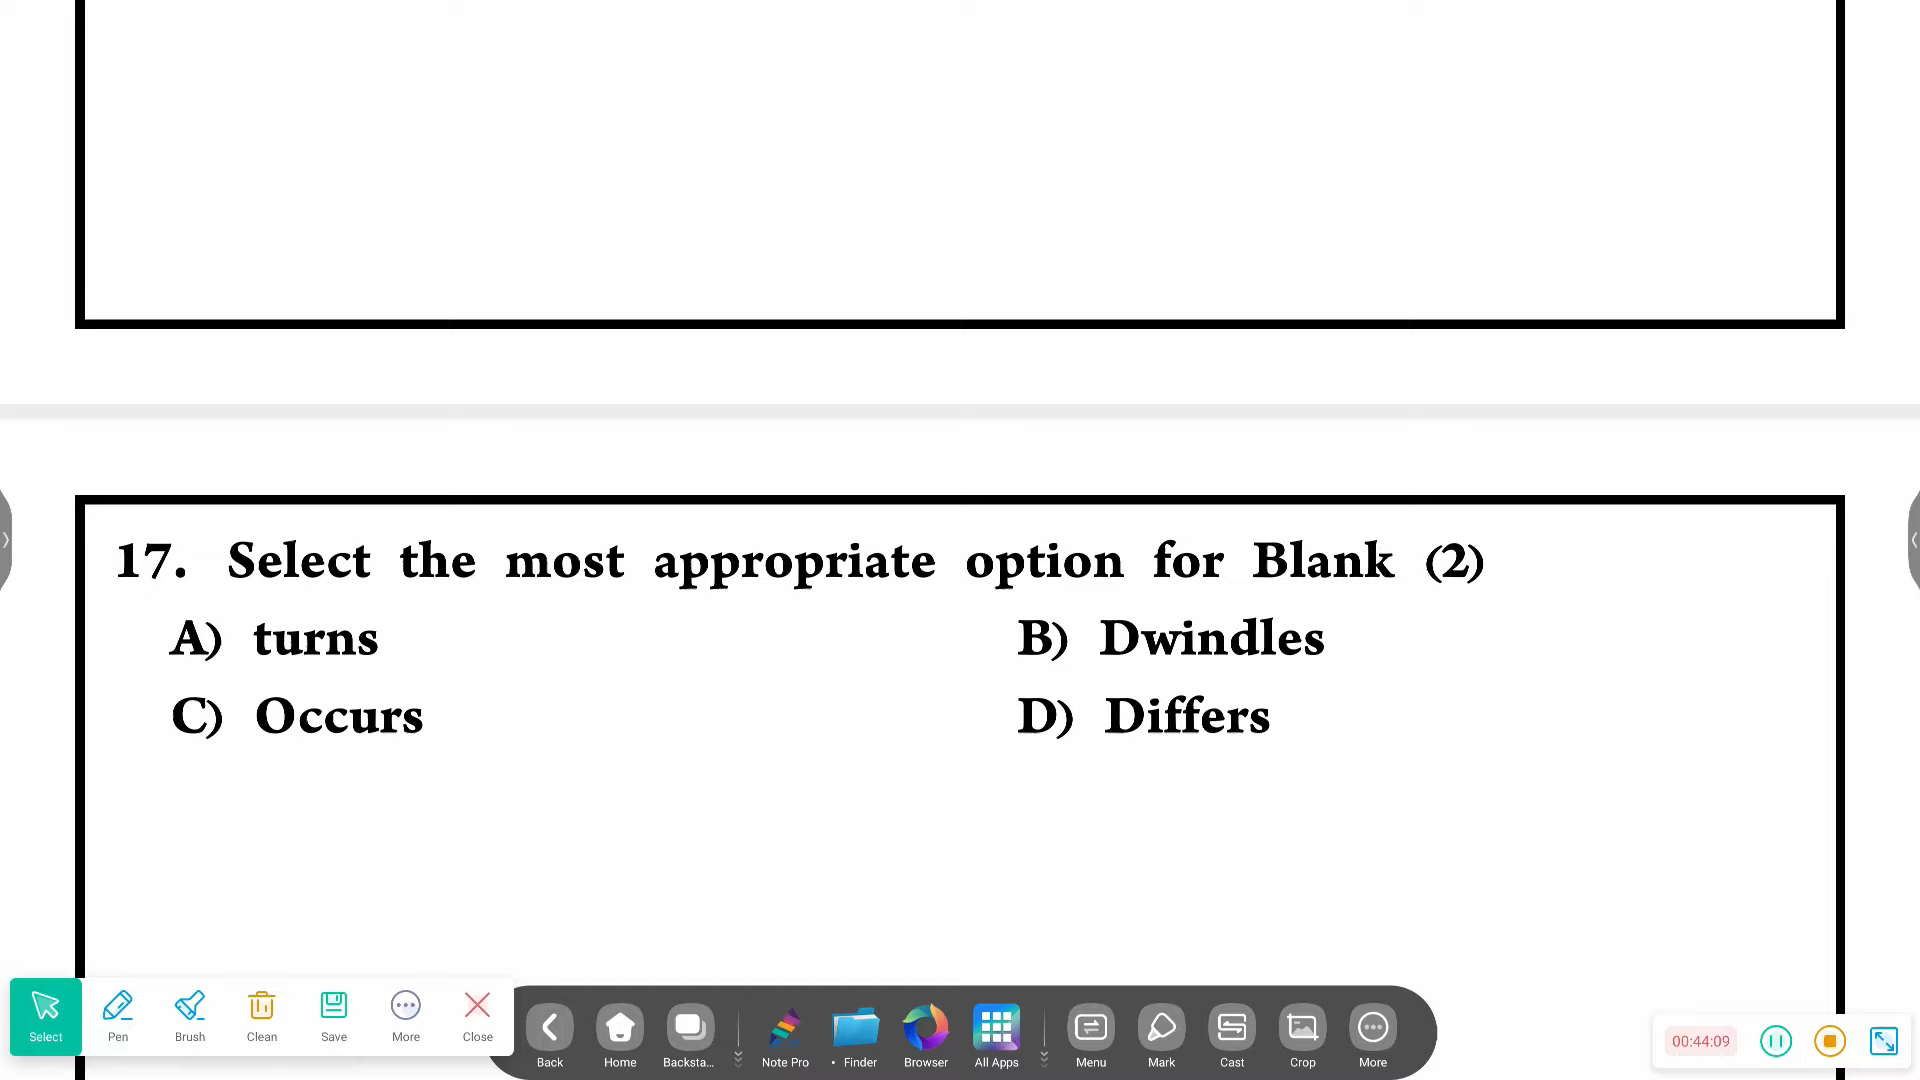 17. Select the most appropriate option for Blank (2)
A) turns
B) Dwindles
C) Occurs
D) Differs
Select
Pen
Brush
Clean
Save
More
Close
Back
Home
Backsta...
Note Pro
• Finder
Browser
All Apps
Menu
Mark
Cast
Crop
More
00:44:09